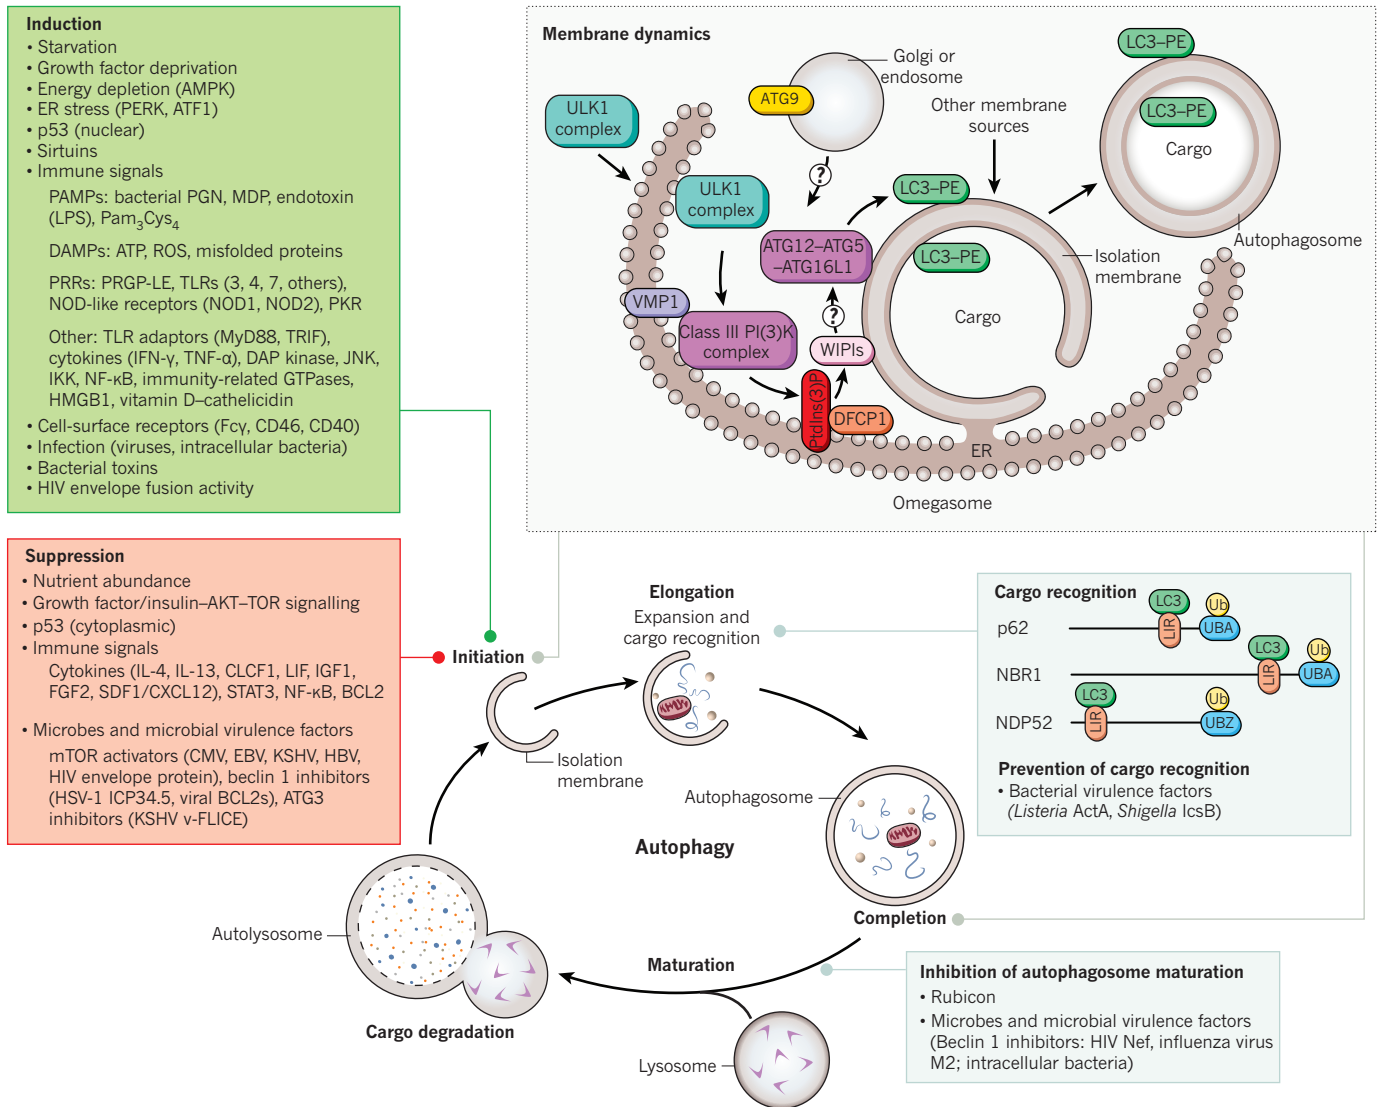 Induction
• Starvation
• Growth factor deprivation
• Energy depletion (AMPK)
• ER stress (PERK, ATF1)
• p53 (nuclear)
• Sirtuins
• Immune signals
PAMPs: bacterial PGN, MDP, endotoxin
(LPS), Pam3Cys4
DAMPs: ATP, ROS, misfolded proteins
PRRs: PRGP-LE, TLRs (3, 4, 7, others),
NOD-like receptors (NOD1, NOD2), PKR
Other: TLR adaptors (MyD88, TRIF),
cytokines (IFN-γ, TNF-α), DAP kinase, JNK,
IKK, NF-κB, immunity-related GTPases,
HMGB1, vitamin D–cathelicidin
• Cell-surface receptors (Fcγ, CD46, CD40)
• Infection (viruses, intracellular bacteria)
• Bacterial toxins
• HIV envelope fusion activity
Membrane dynamics
ULK1
complex
ATG9
Golgi or
endosome
Other membrane
sources
LC3–PE
LC3–PE
Cargo
Autophagosome
?
ULK1
complex
LC3–PE
ATG12–ATG5
–ATG16L1
LC3–PE
Isolation
membrane
VMP1
?
Cargo
Class III PI(3)K
complex
WIPIs
PtdIns(3)P
DFCP1
ER
Omegasome
Suppression
• Nutrient abundance
• Growth factor/insulin–AKT–TOR signalling
• p53 (cytoplasmic)
• Immune signals
Cytokines (IL-4, IL-13, CLCF1, LIF, IGF1,
FGF2, SDF1/CXCL12), STAT3, NF-κB, BCL2
• Microbes and microbial virulence factors
mTOR activators (CMV, EBV, KSHV, HBV,
HIV envelope protein), beclin 1 inhibitors
(HSV-1 ICP34.5, viral BCL2s), ATG3
inhibitors (KSHV v-FLICE)
Initiation
Isolation
membrane
Elongation
Expansion and
cargo recognition
Cargo recognition
p62
LC3
LIR
Ub
UBA
NBR1
LC3
LIR
Ub
UBA
NDP52
LC3
LIR
Ub
UBZ
Prevention of cargo recognition
• Bacterial virulence factors
(Listeria ActA, Shigella IcsB)
Autophagosome
Autophagy
Completion
Maturation
Inhibition of autophagosome maturation
• Rubicon
• Microbes and microbial virulence factors
(Beclin 1 inhibitors: HIV Nef, influenza virus
M2; intracellular bacteria)
Lysosome
Autolysosome
Cargo degradation